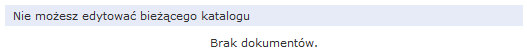 Nie możesz edytować bieżącego katalogu
Brak dokumentów.